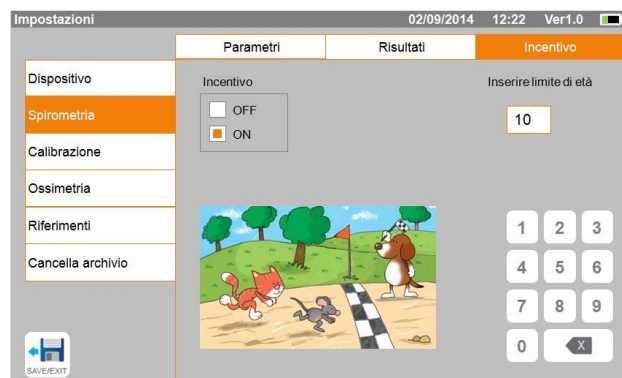 Impostazioni 02/09/2014 12:22 Ver1.0
Parametri Risultati Incentivo
Dispositivo
Spirometria
Calibrazione
Ossimetria
Riferimenti
Cancella archivio
Incentivo
OFF
ON
Inserire limite di età
10
1 2 3
4 5 6
7 8 9
0 X
SAVE/EXIT